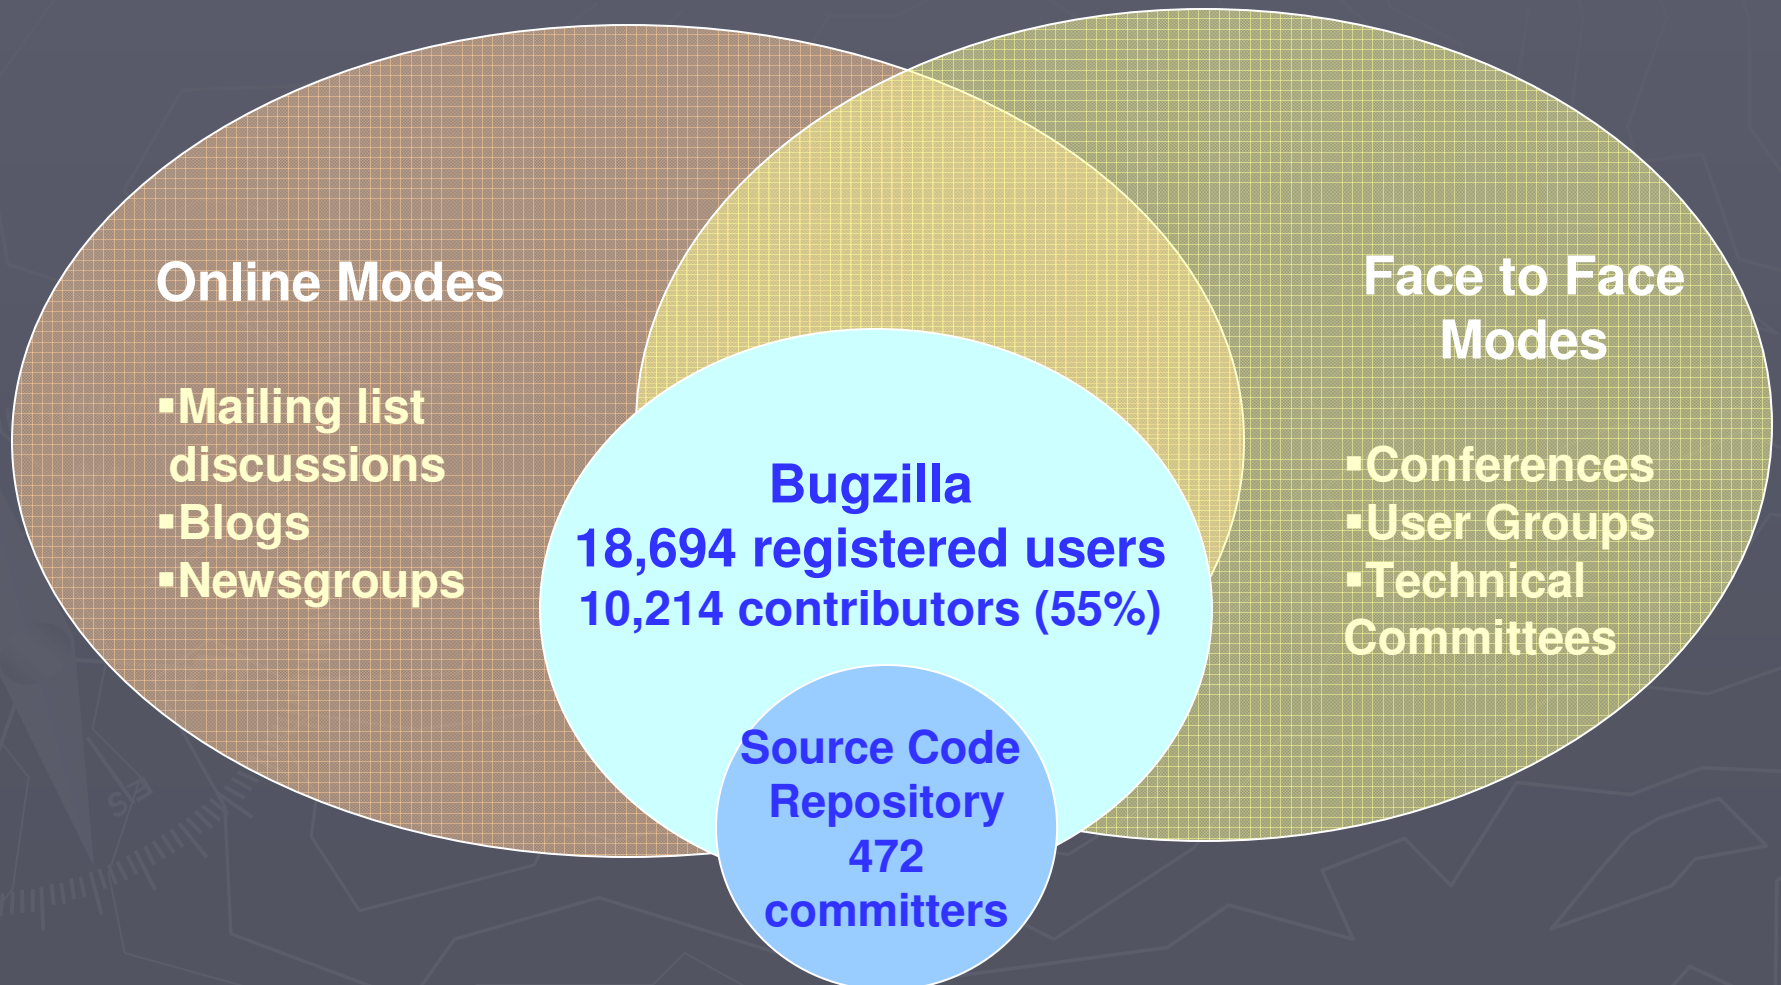 Online Modes
▪Mailing list
discussions
▪Blogs
▪Newsgroups
Face to Face
Modes
▪Conferences
▪User Groups
▪Technical
Committees
Bugzilla
18,694 registered users
10,214 contributors (55%)
Source Code
Repository
472
committers